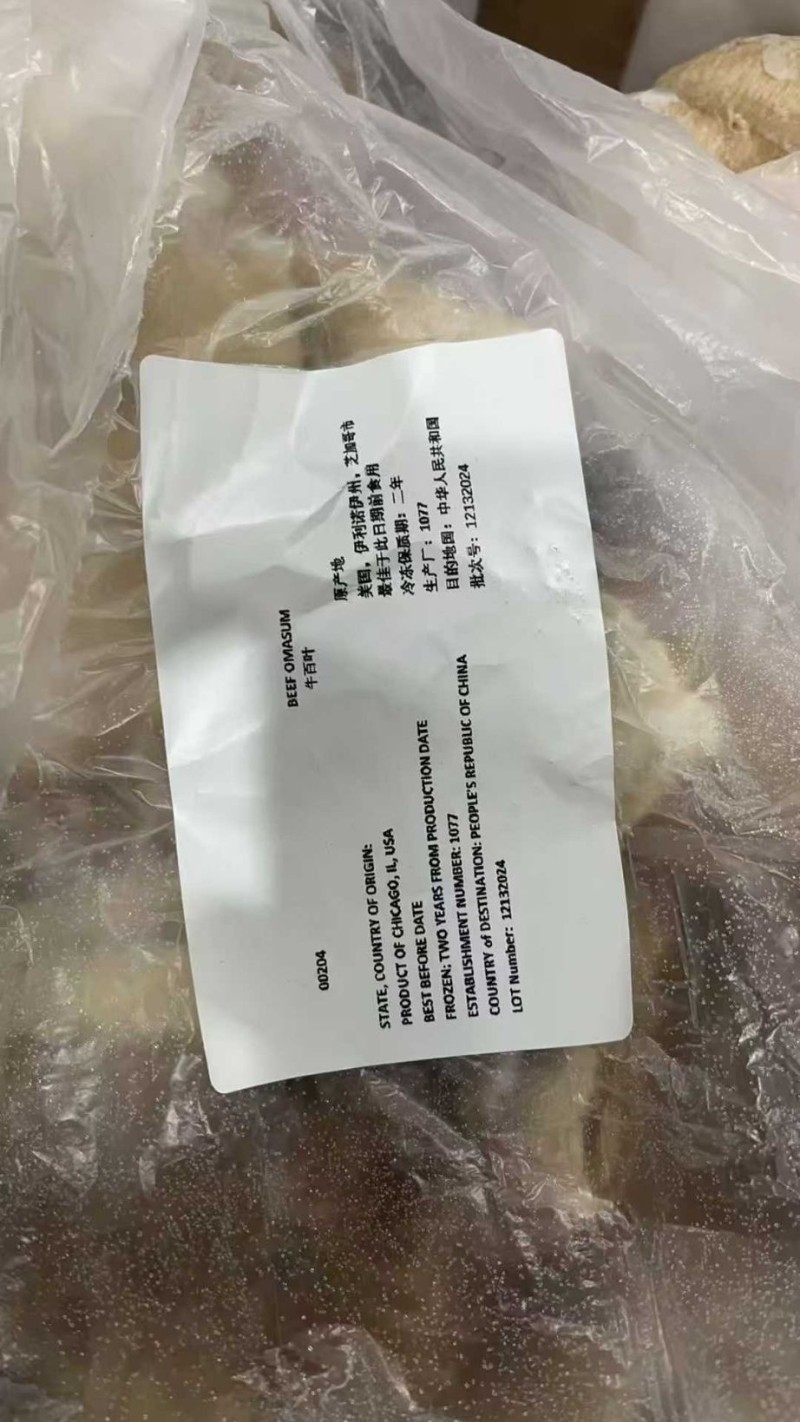 BEEF OMASUM
牛百叶
00204
STATE, COUNTRY OF ORIGIN:
PRODUCT OF CHICAGO, IL, USA
BEST BEFORE DATE
FROZEN; TWO YEARS FROM PRODUCTION DATE
ESTABLISHMENT NUMBER: 1077
COUNTRY of DESTINATION: PEOPLE'S REPUBLIC OF CHINA
LOT Number: 12132024
原产地
美国，伊利诺伊州，芝加哥市
最佳于此日期前食用
冷冻保质期：二年
生产厂：1077
目的地国：中华人民共和国
批次号：12132024